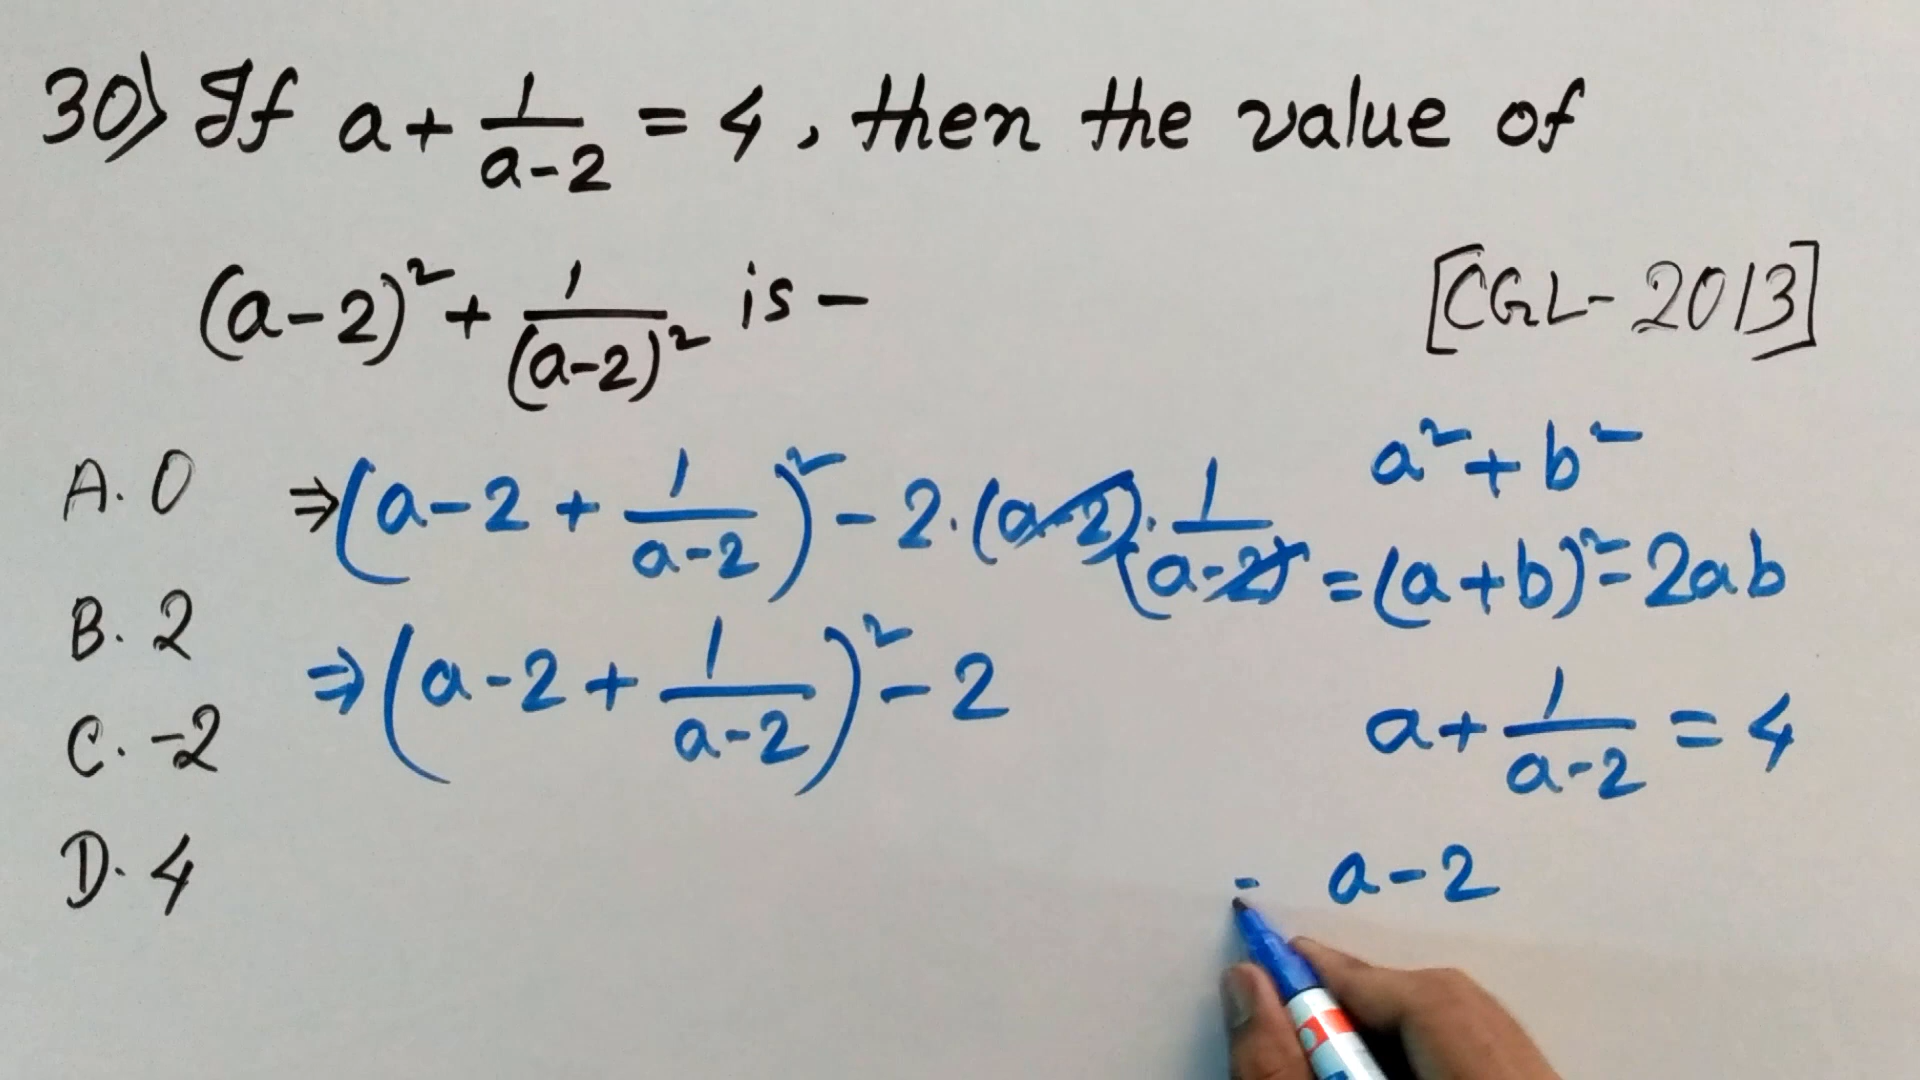 30) If a + 1/(a-2) = 4, then the value of
(a-2)² + 1/(a-2)² is -
[CGL-2013]
A. 0
B. 2
C. -2
D. 4
⇒ (a-2 + 1/(a-2))² - 2.(a-2).1/(a-2)
⇒ (a-2 + 1/(a-2))² - 2
a² + b²
= (a+b)² - 2ab
a + 1/(a-2) = 4
- a-2